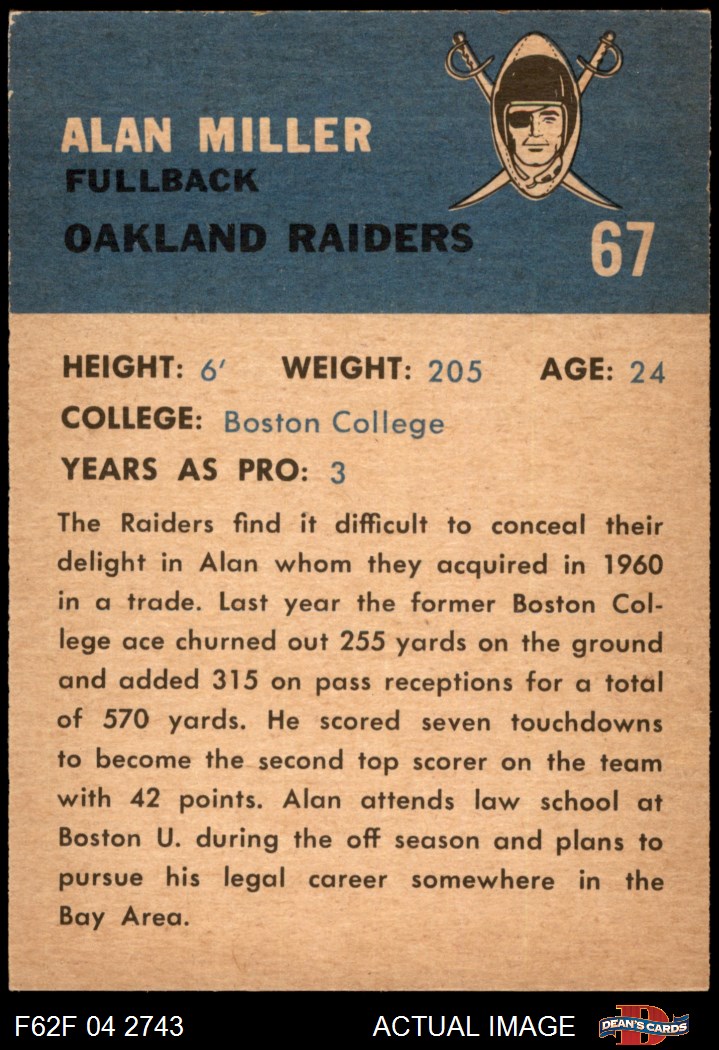 ALAN MILLER
FULLBACK
OAKLAND RAIDERS
67
HEIGHT: 6' WEIGHT: 205 AGE: 24
COLLEGE: Boston College
YEARS AS PRO: 3
The Raiders find it difficult to conceal their
delight in Alan whom they acquired in 1960
in a trade. Last year the former Boston Col-
lege ace churned out 255 yards on the ground
and added 315 on pass receptions for a total
of 570 yards. He scored seven touchdowns
to become the second top scorer on the team
with 42 points. Alan attends law school at
Boston U. during the off season and plans to
pursue his legal career somewhere in the
Bay Area.
F62F 04 2743 ACTUAL IMAGE D DEAN'S CARDS